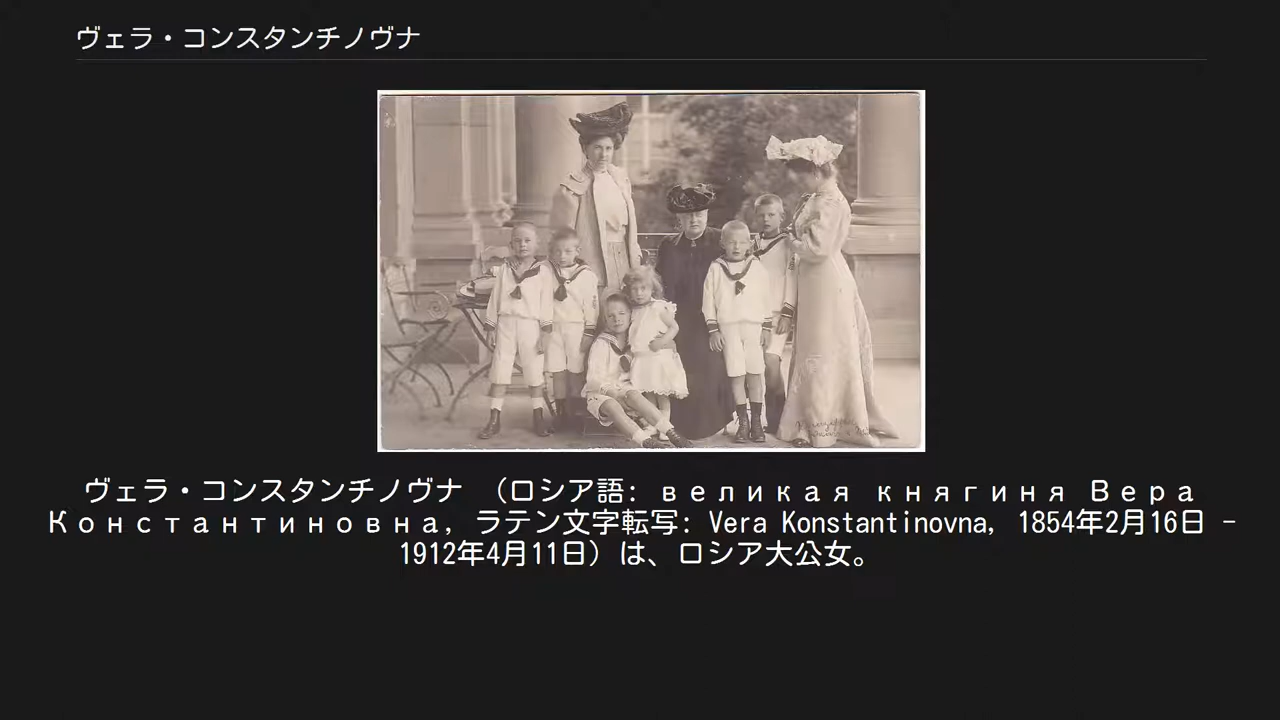 ヴェラ・コンスタンチノヴナ
ヴェラ・コンスタンチノヴナ （ロシア語: великая княгиня Вера
Константиновна, ラテン文字転写: Vera Konstantinovna, 1854年2月16日 -
1912年4月11日）は、ロシア大公女。